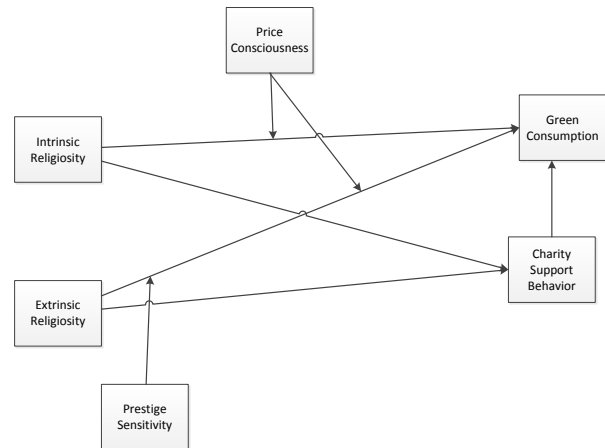 Price
Consciousness
Green
Consumption
Intrinsic
Religiosity
Charity
Support
Behavior
Extrinsic
Religiosity
Prestige
Sensitivity